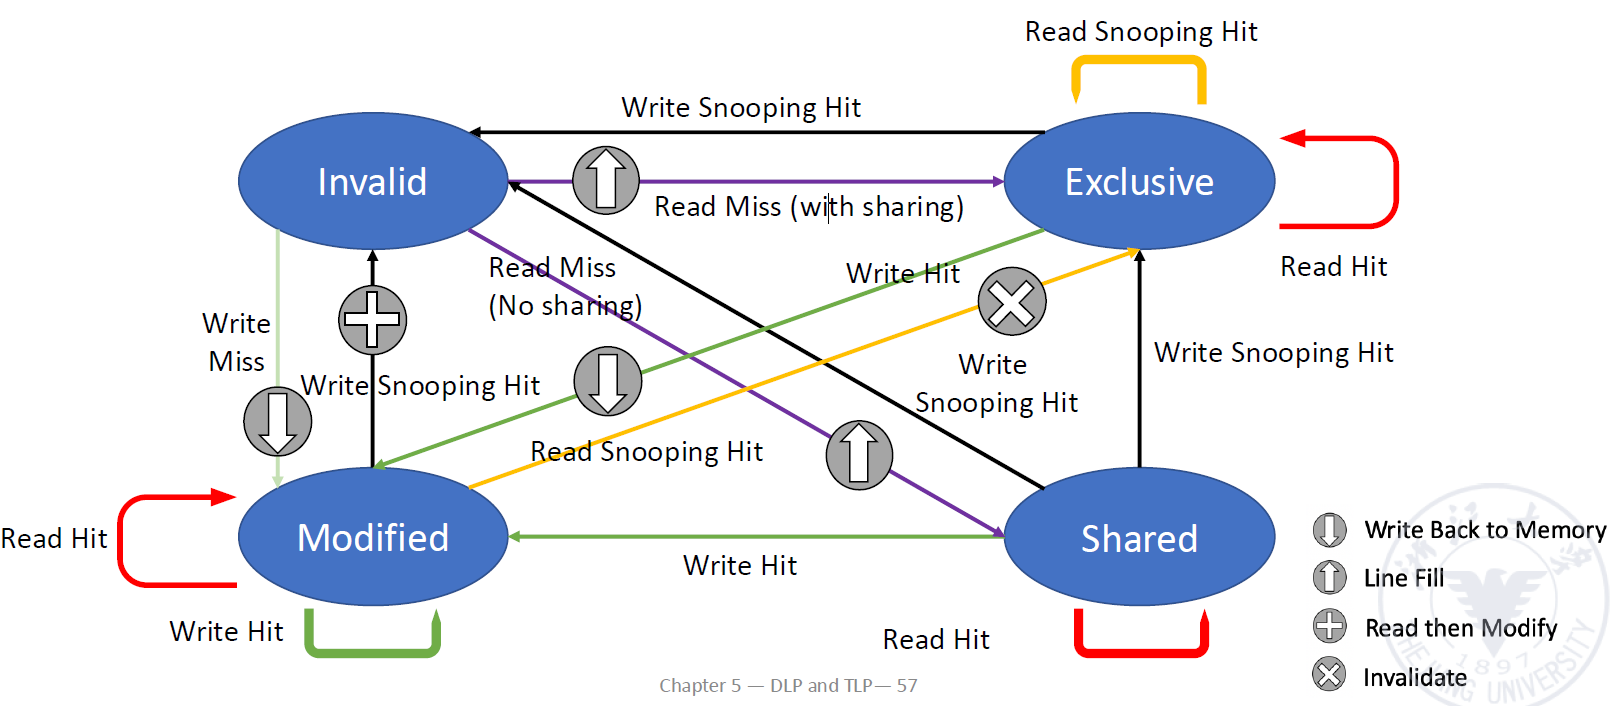 Read Snooping Hit
Write Snooping Hit
Invalid
Exclusive
Read Miss (with sharing)
Read Miss
(No sharing)
Write Hit
Read Hit
Write
Miss
Write Snooping Hit
Write
Snooping Hit
Write Snooping Hit
Read Snooping Hit
Read Hit
Modified
Shared
Write Hit
Write Hit
Read Hit
Write Back to Memory
Line Fill
Read then Modify
Invalidate
1897
UNIVERSITY
Chapter 5 — DLP and TLP— 57